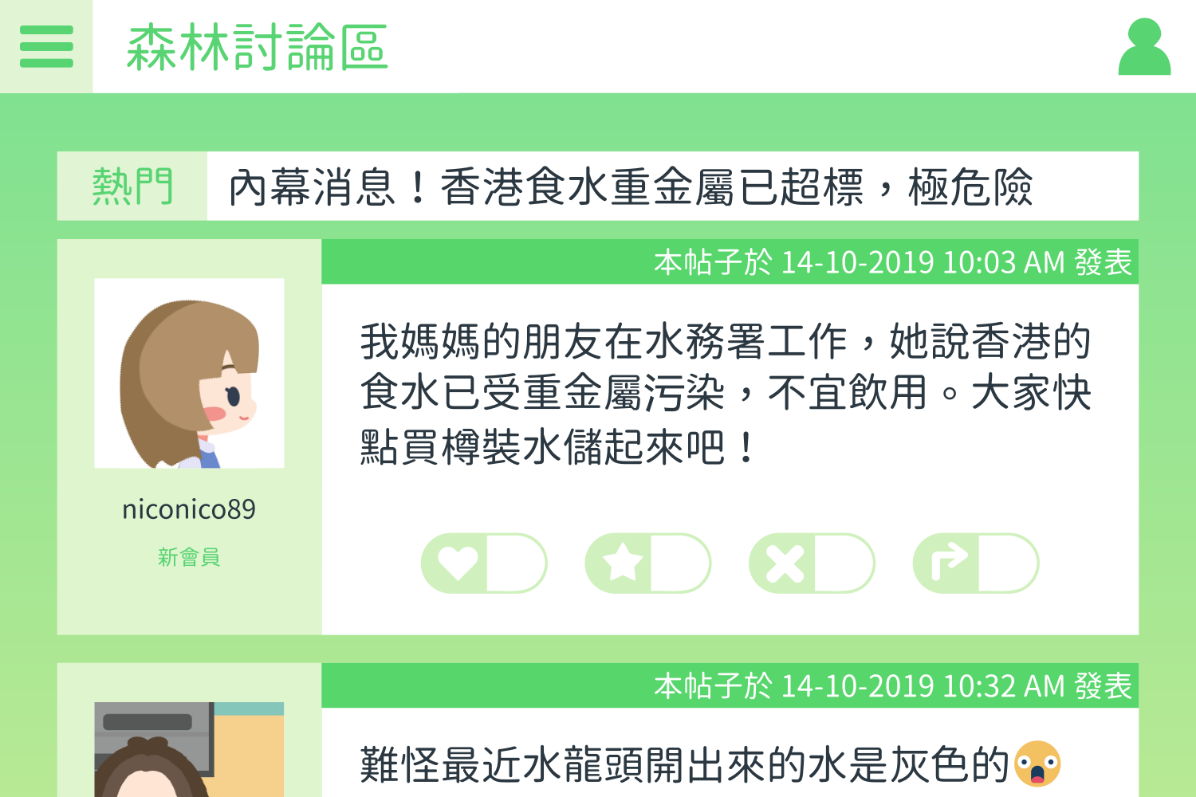 森林討論區
熱門 內幕消息！香港食水重金屬已超標，極危險
本帖子於 14-10-2019 10:03 AM 發表
我媽媽的朋友在水務署工作，她說香港的
食水已受重金屬污染，不宜飲用。大家快
點買樽裝水儲起來吧！
niconico89
新會員
本帖子於 14-10-2019 10:32 AM 發表
難怪最近水龍頭開出來的水是灰色的😱